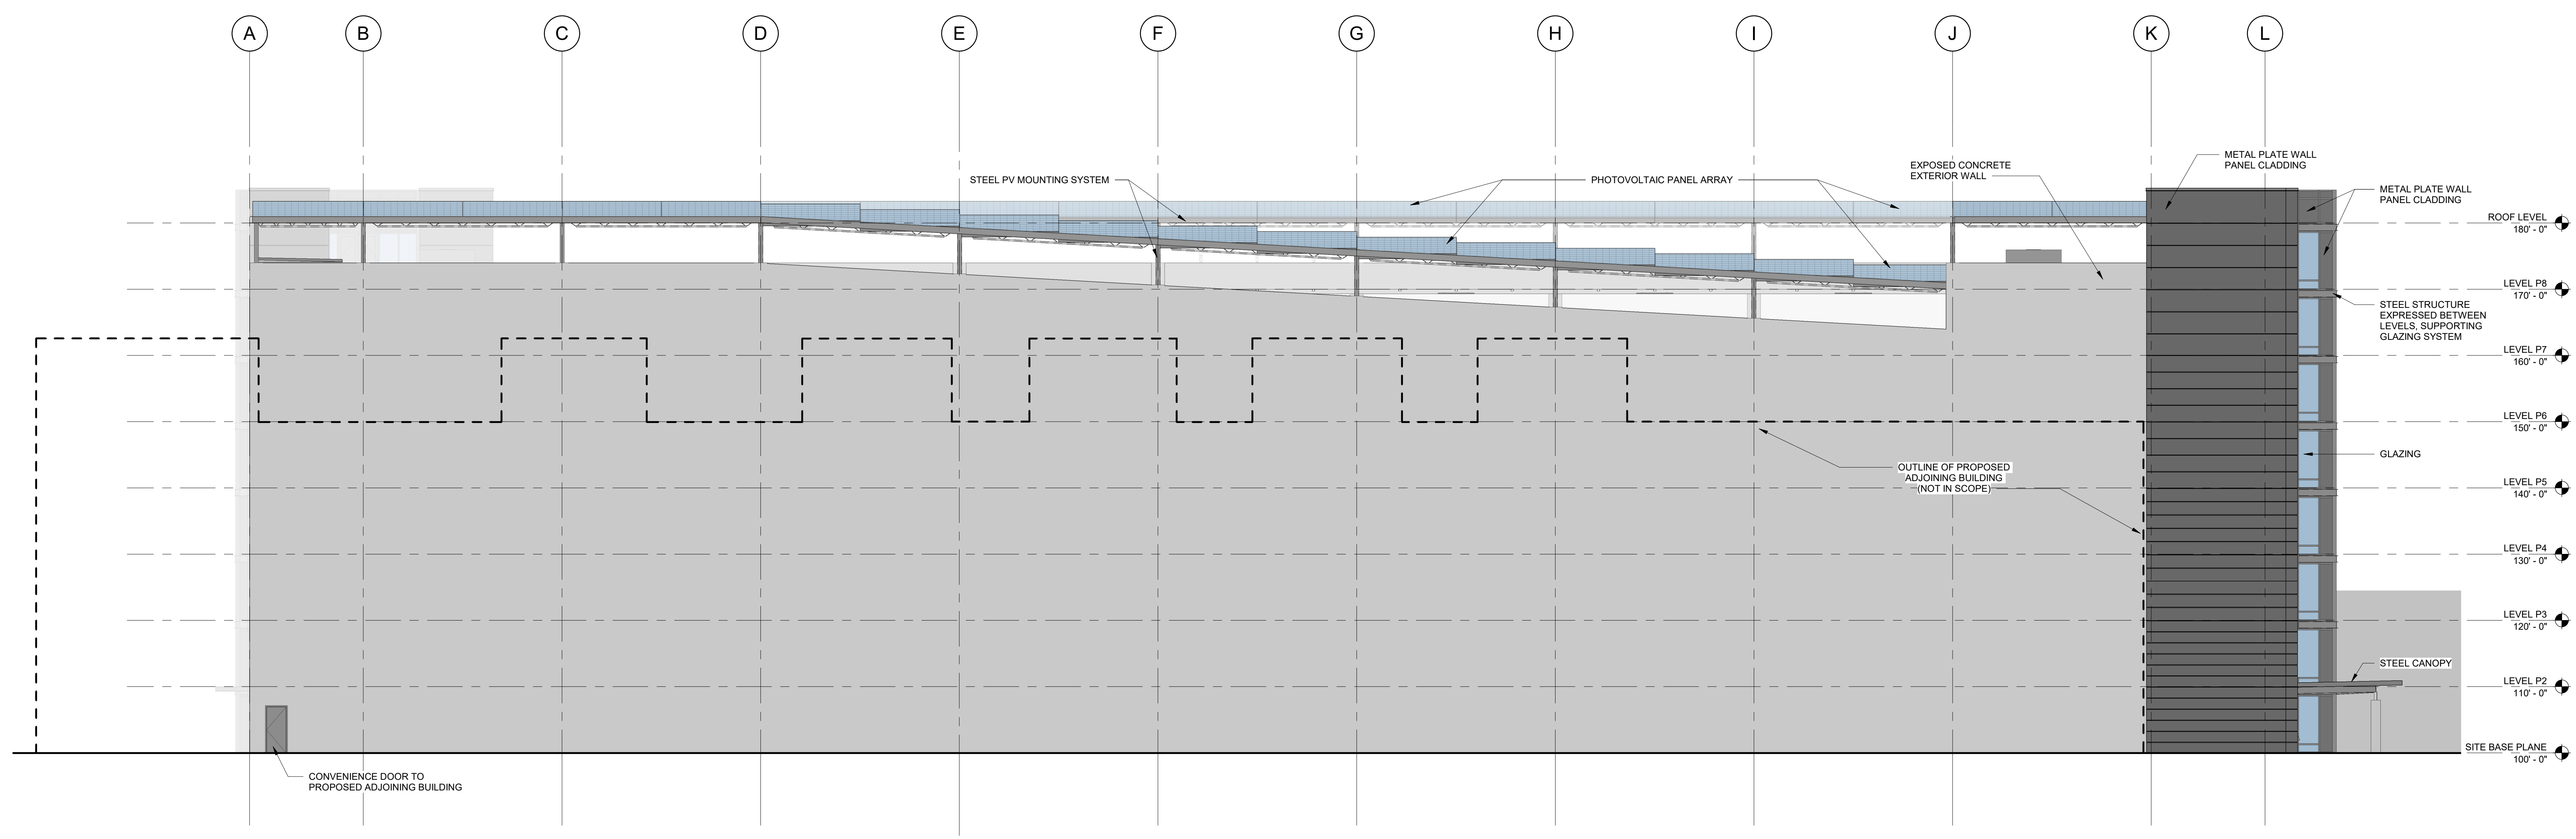 A
B
C
D
E
F
G
H
I
J
K
L
METAL PLATE WALL
PANEL CLADDING
EXPOSED CONCRETE
EXTERIOR WALL
STEEL PV MOUNTING SYSTEM
PHOTOVOLTAIC PANEL ARRAY
METAL PLATE WALL
PANEL CLADDING
ROOF LEVEL
180' - 0"
LEVEL P8
170' - 0"
STEEL STRUCTURE
EXPRESSED BETWEEN
LEVELS, SUPPORTING
GLAZING SYSTEM
LEVEL P7
160' - 0"
LEVEL P6
150' - 0"
GLAZING
OUTLINE OF PROPOSED
ADJOINING BUILDING
(NOT IN SCOPE)
LEVEL P5
140' - 0"
LEVEL P4
130' - 0"
LEVEL P3
120' - 0"
STEEL CANOPY
LEVEL P2
110' - 0"
SITE BASE PLANE
100' - 0"
CONVENIENCE DOOR TO
PROPOSED ADJOINING BUILDING